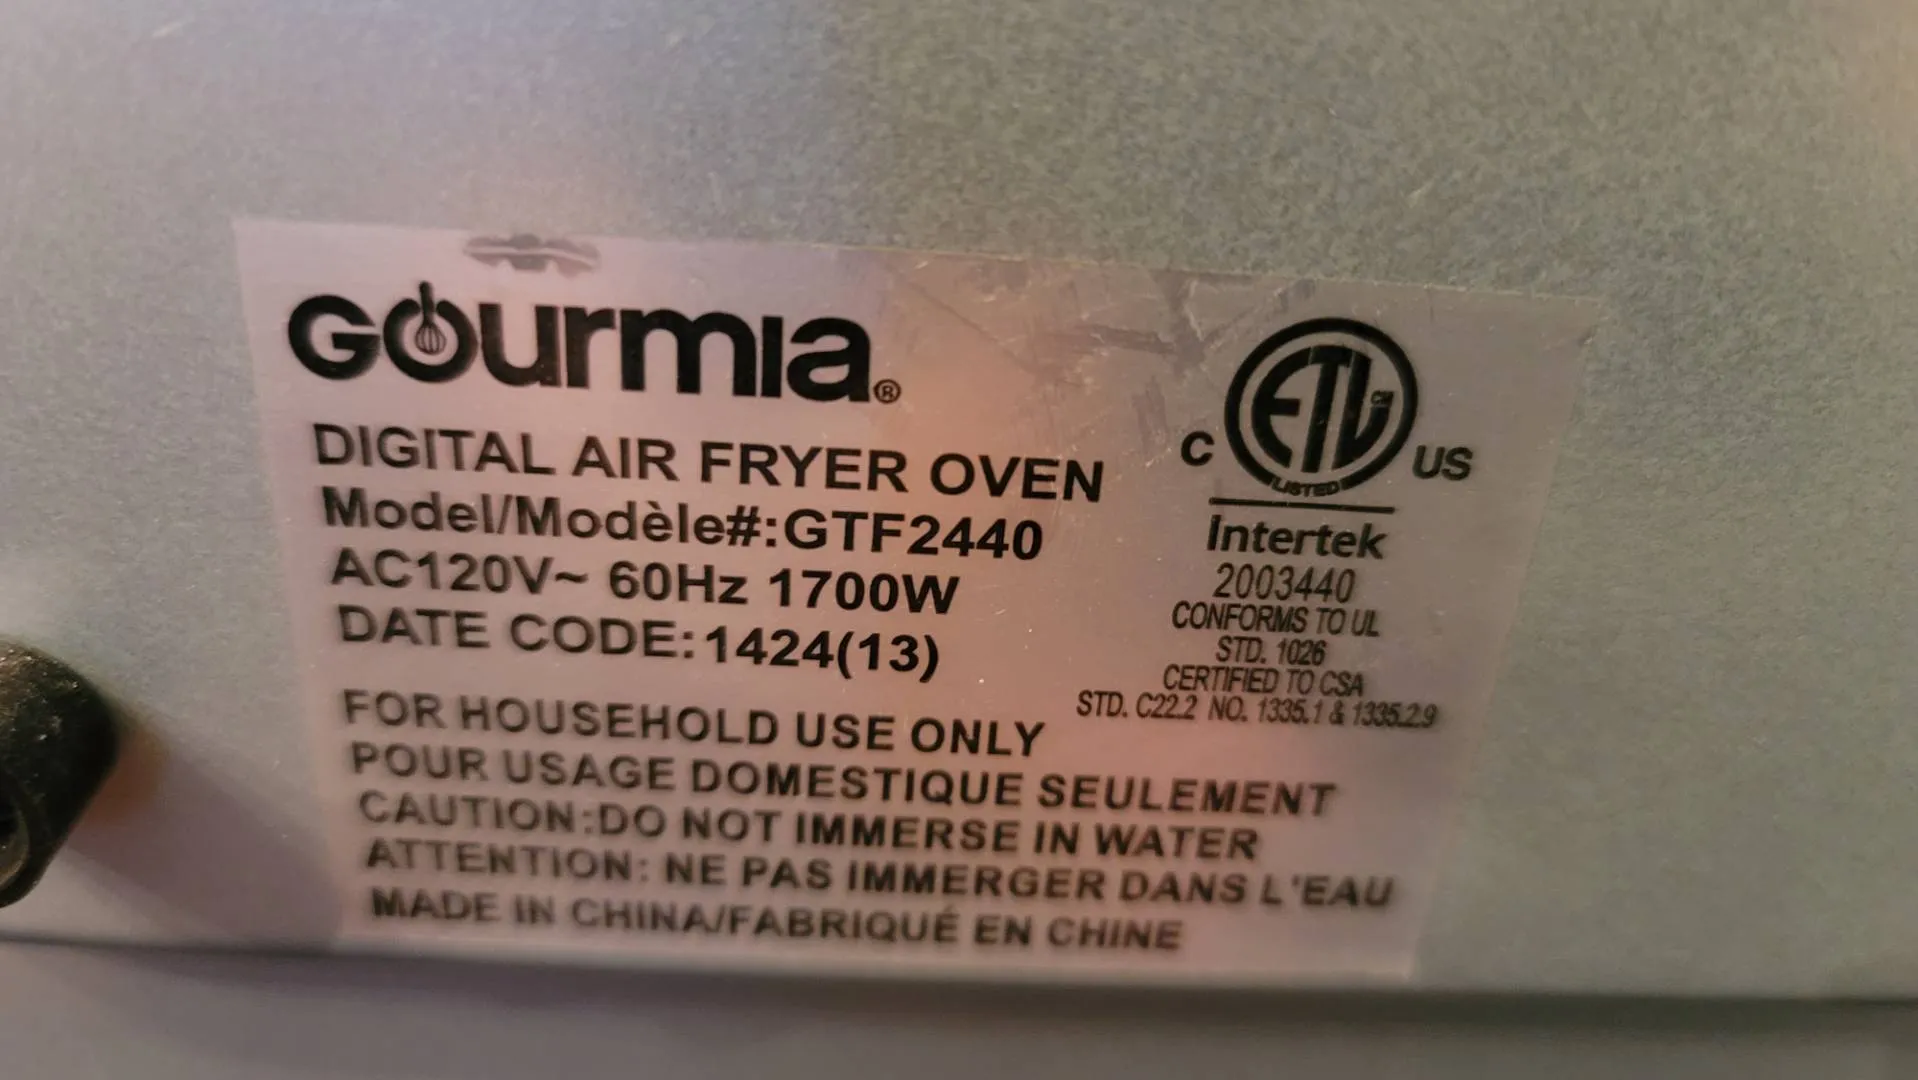 GOURMIA®
DIGITAL AIR FRYER OVEN
Model/Modèle#:GTF2440
AC120V~ 60Hz 1700W
DATE CODE:1424(13)
FOR HOUSEHOLD USE ONLY
POUR USAGE DOMESTIQUE SEULEMENT
CAUTION:DO NOT IMMERSE IN WATER
ATTENTION: NE PAS IMMERGER DANS L'EAU
MADE IN CHINA/FABRIQUÉ EN CHINE
C ETL CM US
LISTED
Intertek
2003440
CONFORMS TO UL
STD. 1026
CERTIFIED TO CSA
STD. C22.2 NO. 1335.1 & 1335.2.9